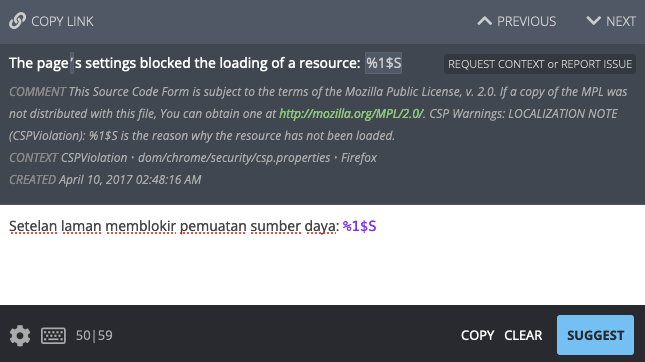 COPY LINK PREVIOUS NEXT
The page’s settings blocked the loading of a resource: %1$S REQUEST CONTEXT or REPORT ISSUE
COMMENT This Source Code Form is subject to the terms of the Mozilla Public License, v. 2.0. If a copy of the MPL was
not distributed with this file, You can obtain one at http://mozilla.org/MPL/2.0/. CSP Warnings: LOCALIZATION NOTE
(CSPViolation): %1$S is the reason why the resource has not been loaded.
CONTEXT CSPViolation · dom/chrome/security/csp.properties · Firefox
CREATED April 10, 2017 02:48:16 AM
Setelan laman memblokir pemuatan sumber daya: %1$S
50|59 COPY CLEAR SUGGEST